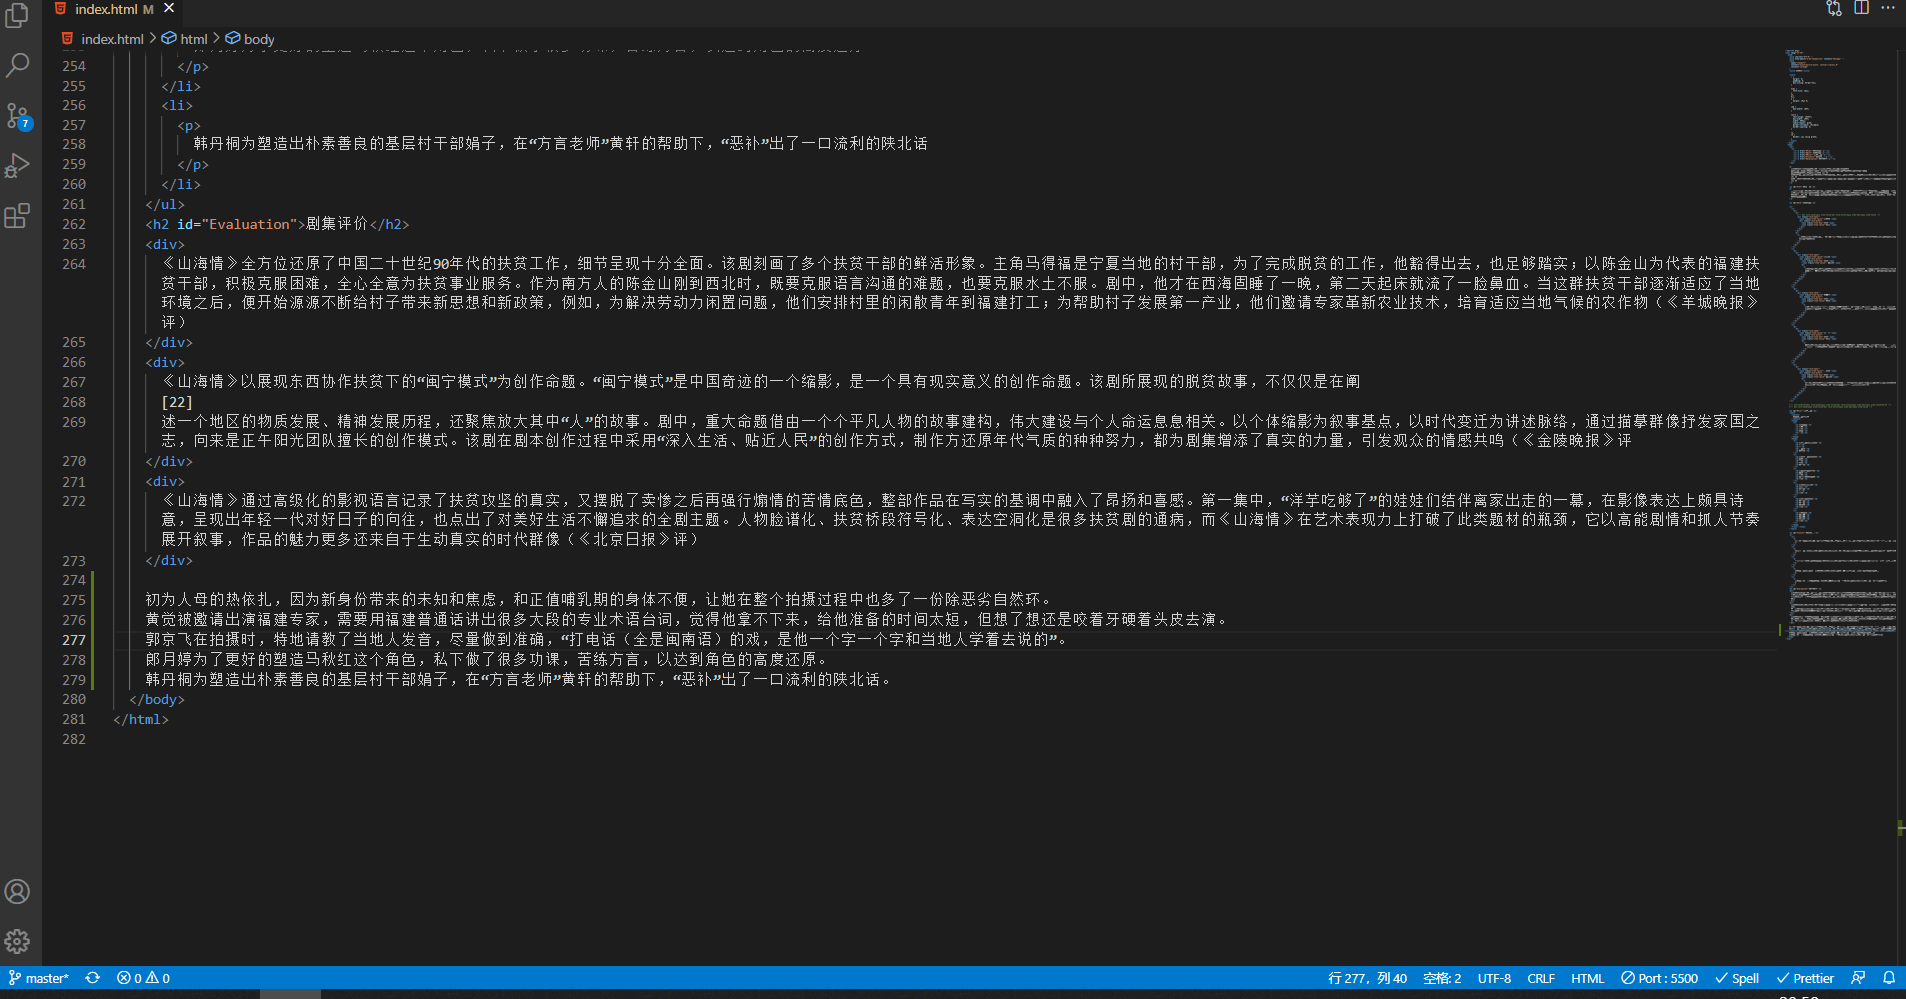 index.html M ×
index.html > html > body
254 </p>
255 </li>
256 <li>
257 <p>
258 韩丹桐为塑造出朴素善良的基层村干部娟子，在“方言老师”黄轩的帮助下，“恶补”出了一口流利的陕北话
259 </p>
260 </li>
261 </ul>
262 <h2 id="Evaluation">剧集评价</h2>
263 <div>
264 《山海情》全方位还原了中国二十世纪90年代的扶贫工作，细节呈现十分全面。该剧刻画了多个扶贫干部的鲜活形象。主角马得福是宁夏当地的村干部，为了完成脱贫的工作，他豁得出去，也足够踏实；以陈金山为代表的福建扶
贫干部，积极克服困难，全心全意为扶贫事业服务。作为南方人的陈金山刚到西北时，既要克服语言沟通的难题，也要克服水土不服。剧中，他才在西海固睡了一晚，第二天起床就流了一脸鼻血。当这群扶贫干部逐渐适应了当地
环境之后，便开始源源不断给村子带来新思想和新政策，例如，为解决劳动力闲置问题，他们安排村里的闲散青年到福建打工；为帮助村子发展第一产业，他们邀请专家革新农业技术，培育适应当地气候的农作物（《羊城晚报》
评）
265 </div>
266 <div>
267 《山海情》以展现东西协作扶贫下的“闽宁模式”为创作命题。“闽宁模式”是中国奇迹的一个缩影，是一个具有现实意义的创作命题。该剧所展现的脱贫故事，不仅仅是在阐
268 [22]
269 述一个地区的物质发展、精神发展历程，还聚焦放大其中“人”的故事。剧中，重大命题借由一个个平凡人物的故事建构，伟大建设与个人命运息息相关。以个体缩影为叙事基点，以时代变迁为讲述脉络，通过描摹群像抒发家国之
志，向来是正午阳光团队擅长的创作模式。该剧在剧本创作过程中采用“深入生活、贴近人民”的创作方式，制作方还原年代气质的种种努力，都为剧集增添了真实的力量，引发观众的情感共鸣（《金陵晚报》评
270 </div>
271 <div>
272 《山海情》通过高级化的影视语言记录了扶贫攻坚的真实，又摆脱了卖惨之后再强行煽情的苦情底色，整部作品在写实的基调中融入了昂扬和喜感。第一集中，“洋芋吃够了”的娃娃们结伴离家出走的一幕，在影像表达上颇具诗
意，呈现出年轻一代对好日子的向往，也点出了对美好生活不懈追求的全剧主题。人物脸谱化、扶贫桥段符号化、表达空洞化是很多扶贫剧的通病，而《山海情》在艺术表现力上打破了此类题材的瓶颈，它以高能剧情和抓人节奏
展开叙事，作品的魅力更多还来自于生动真实的时代群像（《北京日报》评）
273 </div>
274
275 初为人母的热依扎，因为新身份带来的未知和焦虑，和正值哺乳期的身体不便，让她在整个拍摄过程中也多了一份除恶劣自然环。
276 黄觉被邀请出演福建专家，需要用福建普通话讲出很多大段的专业术语台词，觉得他拿不下来，给他准备的时间太短，但想了想还是咬着牙硬着头皮去演。
277 郭京飞在拍摄时，特地请教了当地人发音，尽量做到准确，“打电话（全是闽南语）的戏，是他一个字一个字和当地人学着去说的”。
278 郎月婷为了更好的塑造马秋红这个角色，私下做了很多功课，苦练方言，以达到角色的高度还原。
279 韩丹桐为塑造出朴素善良的基层村干部娟子，在“方言老师”黄轩的帮助下，“恶补”出了一口流利的陕北话。
280 </body>
281 </html>
282
7
master* 0 0 行 277，列 40 空格: 2 UTF-8 CRLF HTML Port : 5500 Spell Prettier